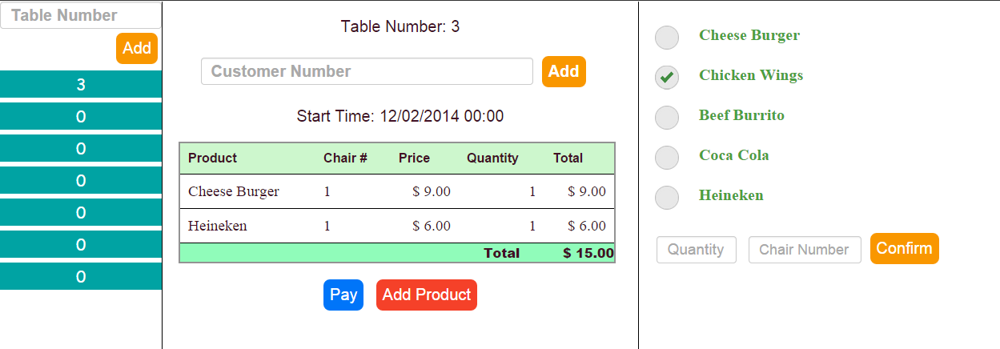 Table Number
Add
3
0
0
0
0
0
0
Table Number: 3
Customer Number Add
Start Time: 12/02/2014 00:00
Product Chair # Price Quantity Total
Cheese Burger 1 $ 9.00 1 $ 9.00
Heineken 1 $ 6.00 1 $ 6.00
Total $ 15.00
Pay Add Product
Cheese Burger
Chicken Wings
Beef Burrito
Coca Cola
Heineken
Quantity Chair Number Confirm